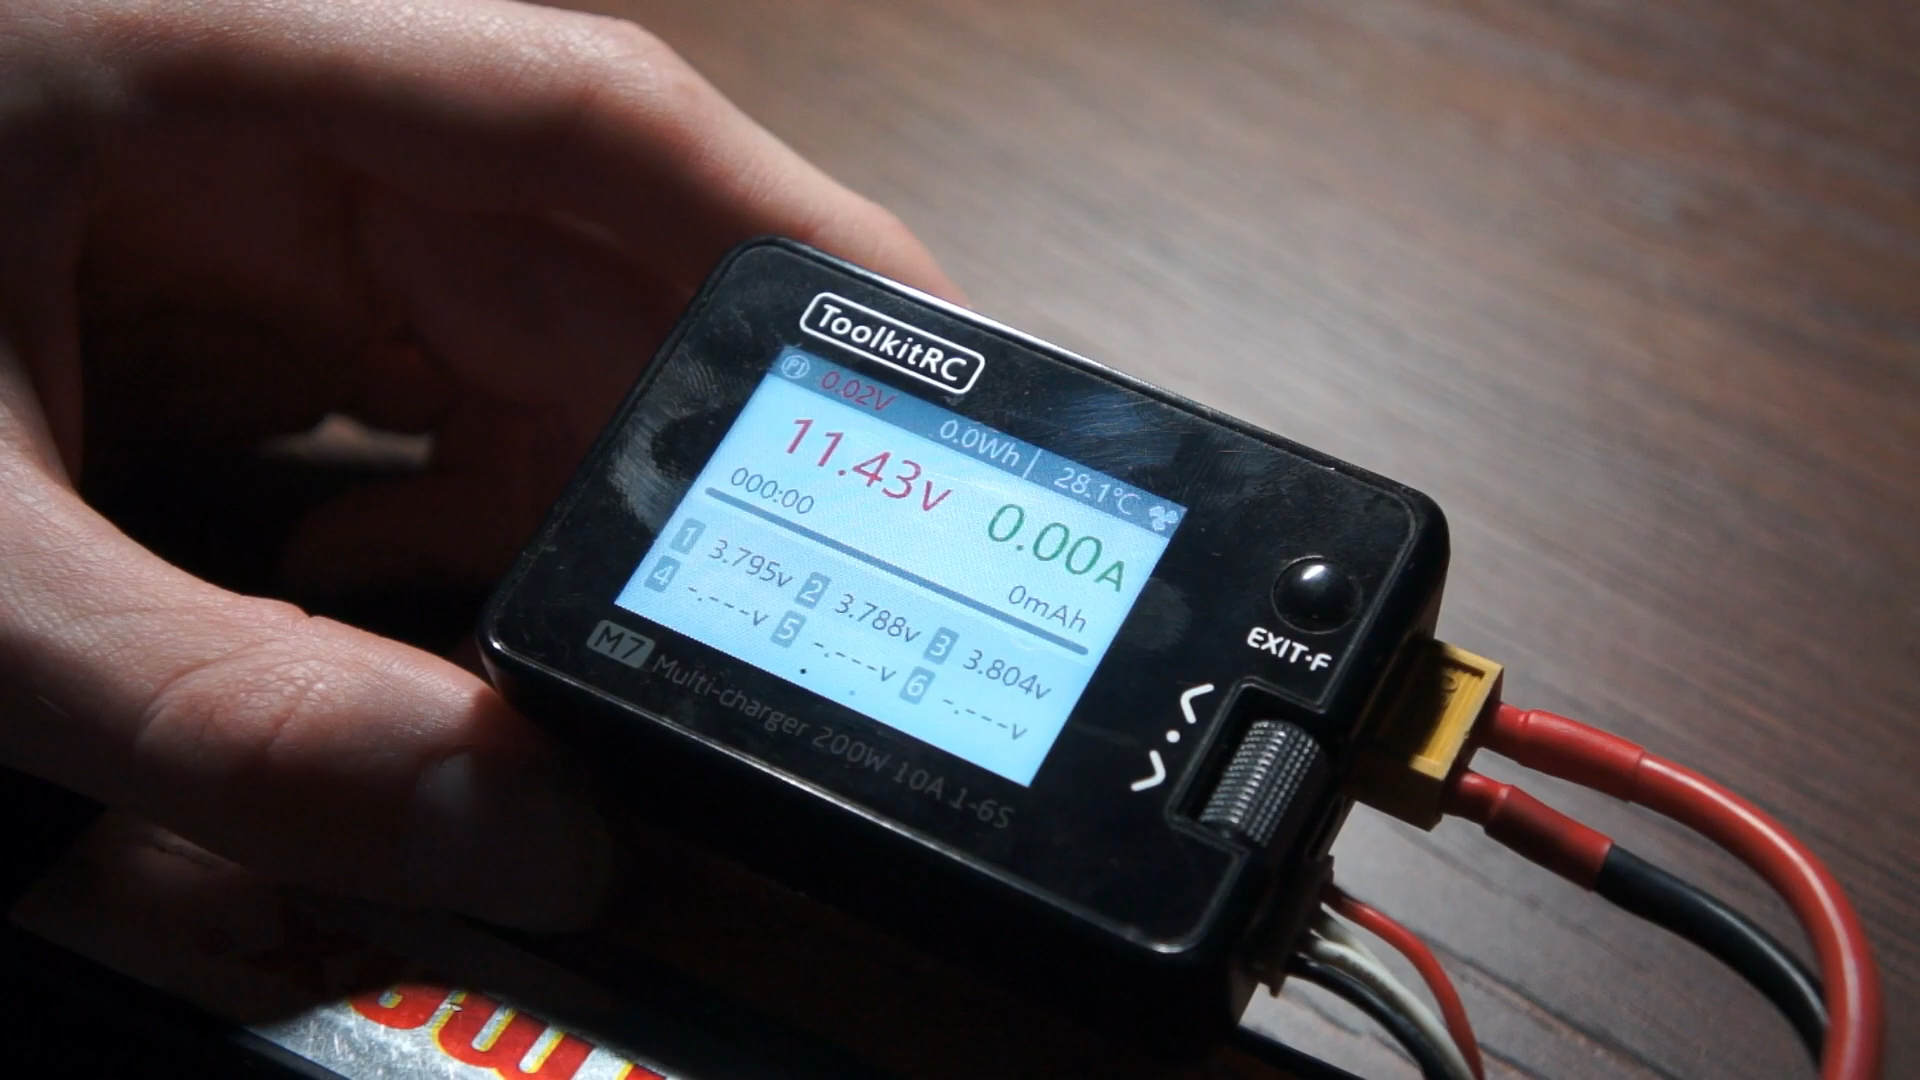 ToolkitRC
P1 0.02V 0.0Wh | 28.1°C
11.43V 0.00A
000:00 0mAh
1 3.795v 2 3.788v 3 3.804v
4 -.---v 5 -.---v 6 -.---v
M7 Multi-charger 200W 10A 1-6S
EXIT·F
< • >